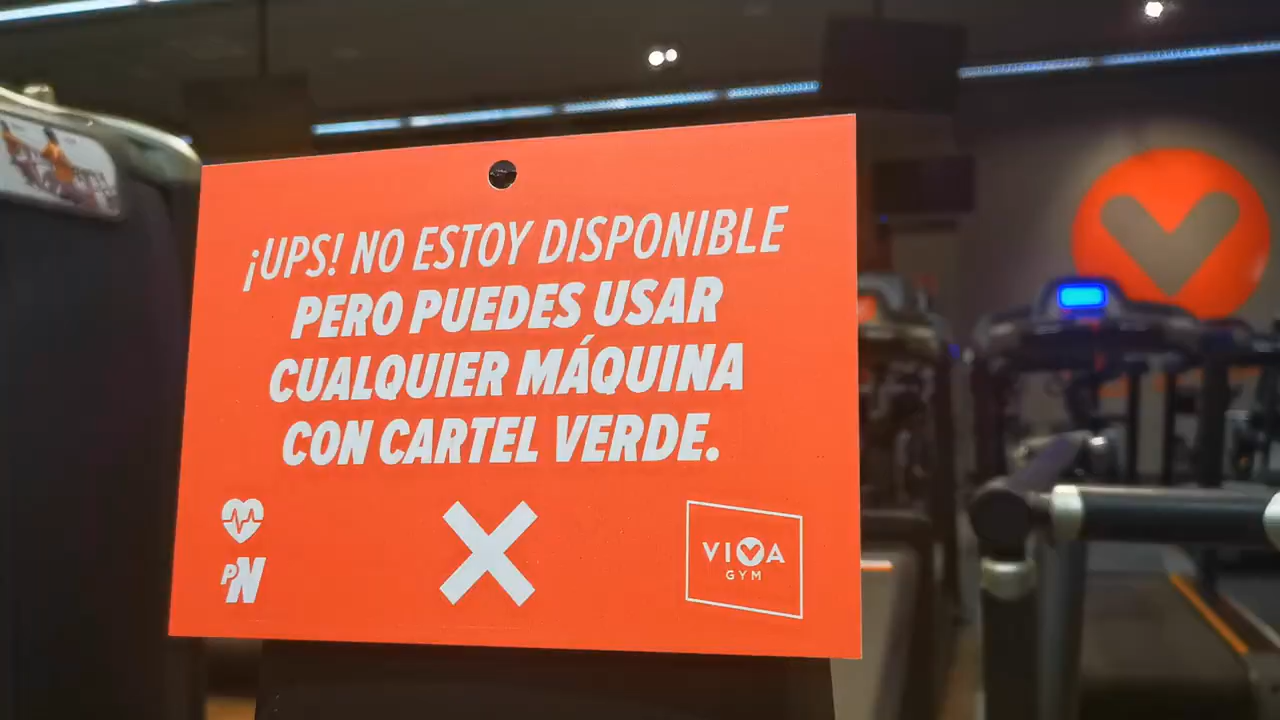 ¡UPS! NO ESTOY DISPONIBLE
PERO PUEDES USAR
CUALQUIER MÁQUINA
CON CARTEL VERDE.
PN
VIVA
GYM